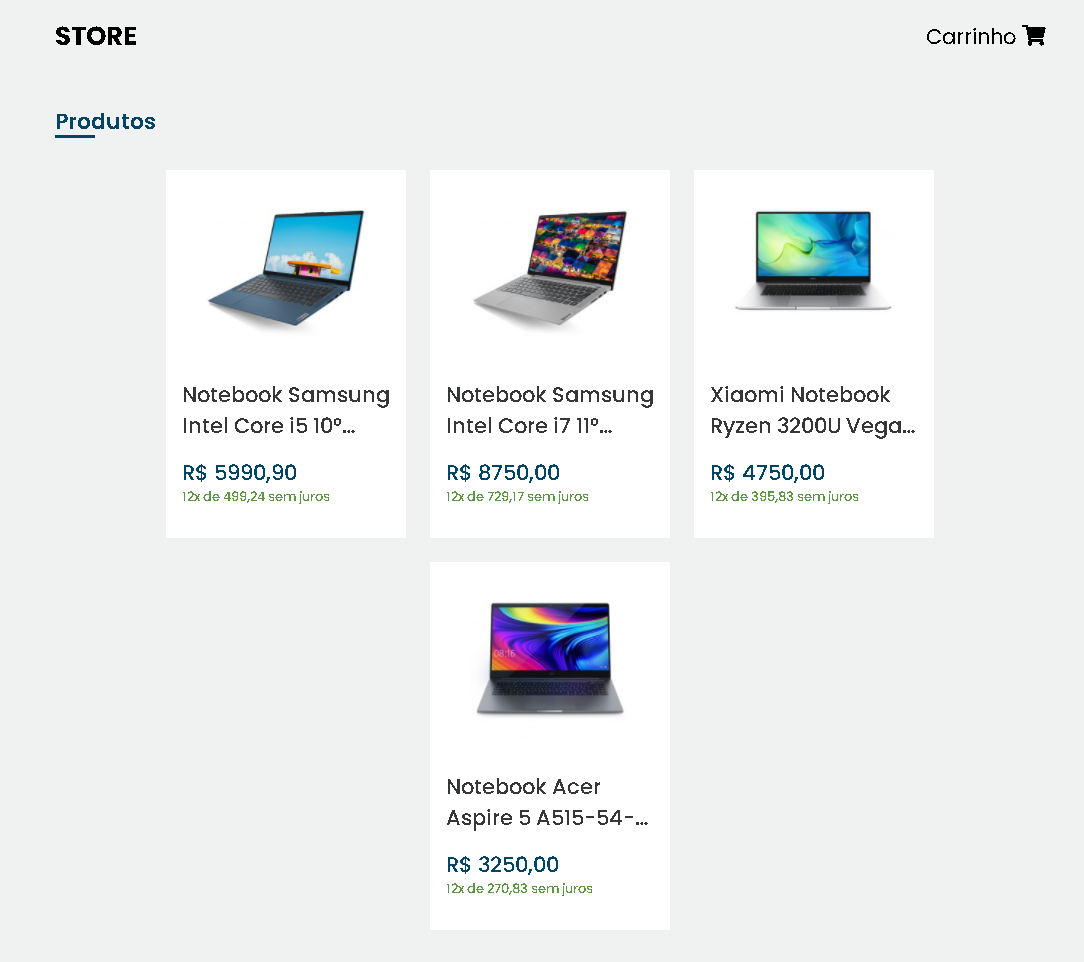 STORE
Carrinho
Produtos
Notebook Samsung
Intel Core i5 10º...
R$ 5990,90
12x de 499,24 sem juros
Notebook Samsung
Intel Core i7 11º...
R$ 8750,00
12x de 729,17 sem juros
Xiaomi Notebook
Ryzen 3200U Vega...
R$ 4750,00
12x de 395,83 sem juros
08:16
Notebook Acer
Aspire 5 A515-54-...
R$ 3250,00
12x de 270,83 sem juros